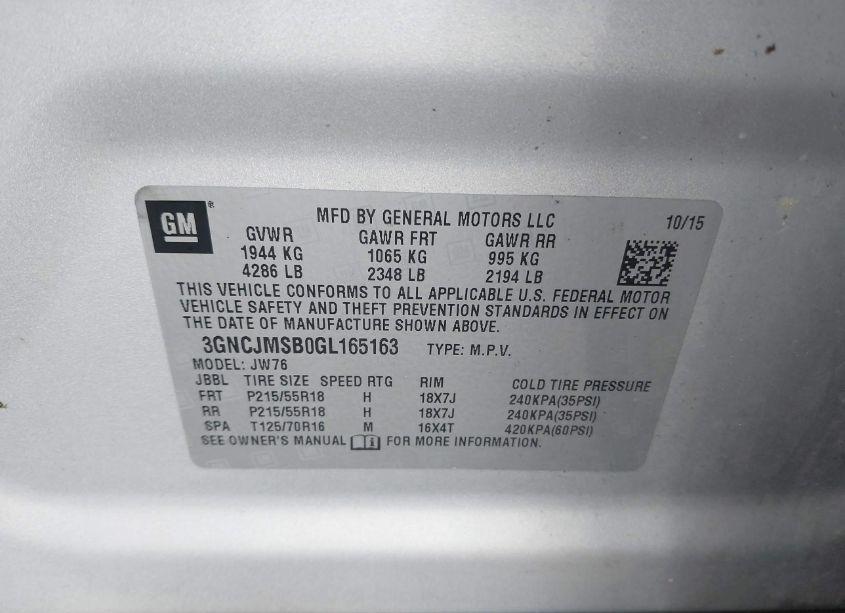 GM®
MFD BY GENERAL MOTORS LLC 10/15
GVWR GAWR FRT GAWR RR
1944 KG 1065 KG 995 KG
4286 LB 2348 LB 2194 LB
THIS VEHICLE CONFORMS TO ALL APPLICABLE U.S. FEDERAL MOTOR
VEHICLE SAFETY AND THEFT PREVENTION STANDARDS IN EFFECT ON
THE DATE OF MANUFACTURE SHOWN ABOVE.
3GNCJMSB0GL165163 TYPE: M.P.V.
MODEL: JW76
JBBL TIRE SIZE SPEED RTG RIM COLD TIRE PRESSURE
FRT P215/55R18 H 18X7J 240KPA(35PSI)
RR P215/55R18 H 18X7J 240KPA(35PSI)
SPA T125/70R16 M 16X4T 420KPA(60PSI)
SEE OWNER'S MANUAL i FOR MORE INFORMATION.